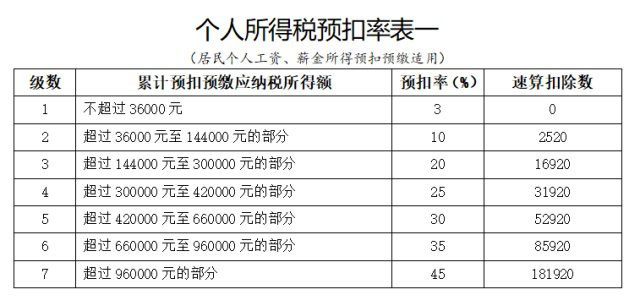 个人所得税预扣率表一
（居民个人工资、薪金所得预扣预缴适用）
级数 累计预扣预缴应纳税所得额 预扣率（%） 速算扣除数
1 不超过 36000 元 3 0
2 超过 36000 元至 144000 元的部分 10 2520
3 超过 144000 元至 300000 元的部分 20 16920
4 超过 300000 元至 420000 元的部分 25 31920
5 超过 420000 元至 660000 元的部分 30 52920
6 超过 660000 元至 960000 元的部分 35 85920
7 超过 960000 元的部分 45 181920